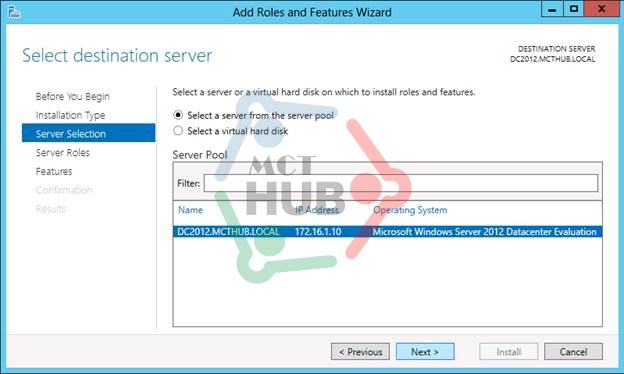 Add Roles and Features Wizard
Select destination server
DESTINATION SERVER
DC2012.MCTHUB.LOCAL
Before You Begin
Installation Type
Server Selection
Server Roles
Features
Confirmation
Results
Select a server or a virtual hard disk on which to install roles and features.
Select a server from the server pool
Select a virtual hard disk
Server Pool
MCT
HUB
Filter:
Name IP Address Operating System
DC2012.MCTHUB.LOCAL 172.16.1.10 Microsoft Windows Server 2012 Datacenter Evaluation
< Previous Next > Install Cancel